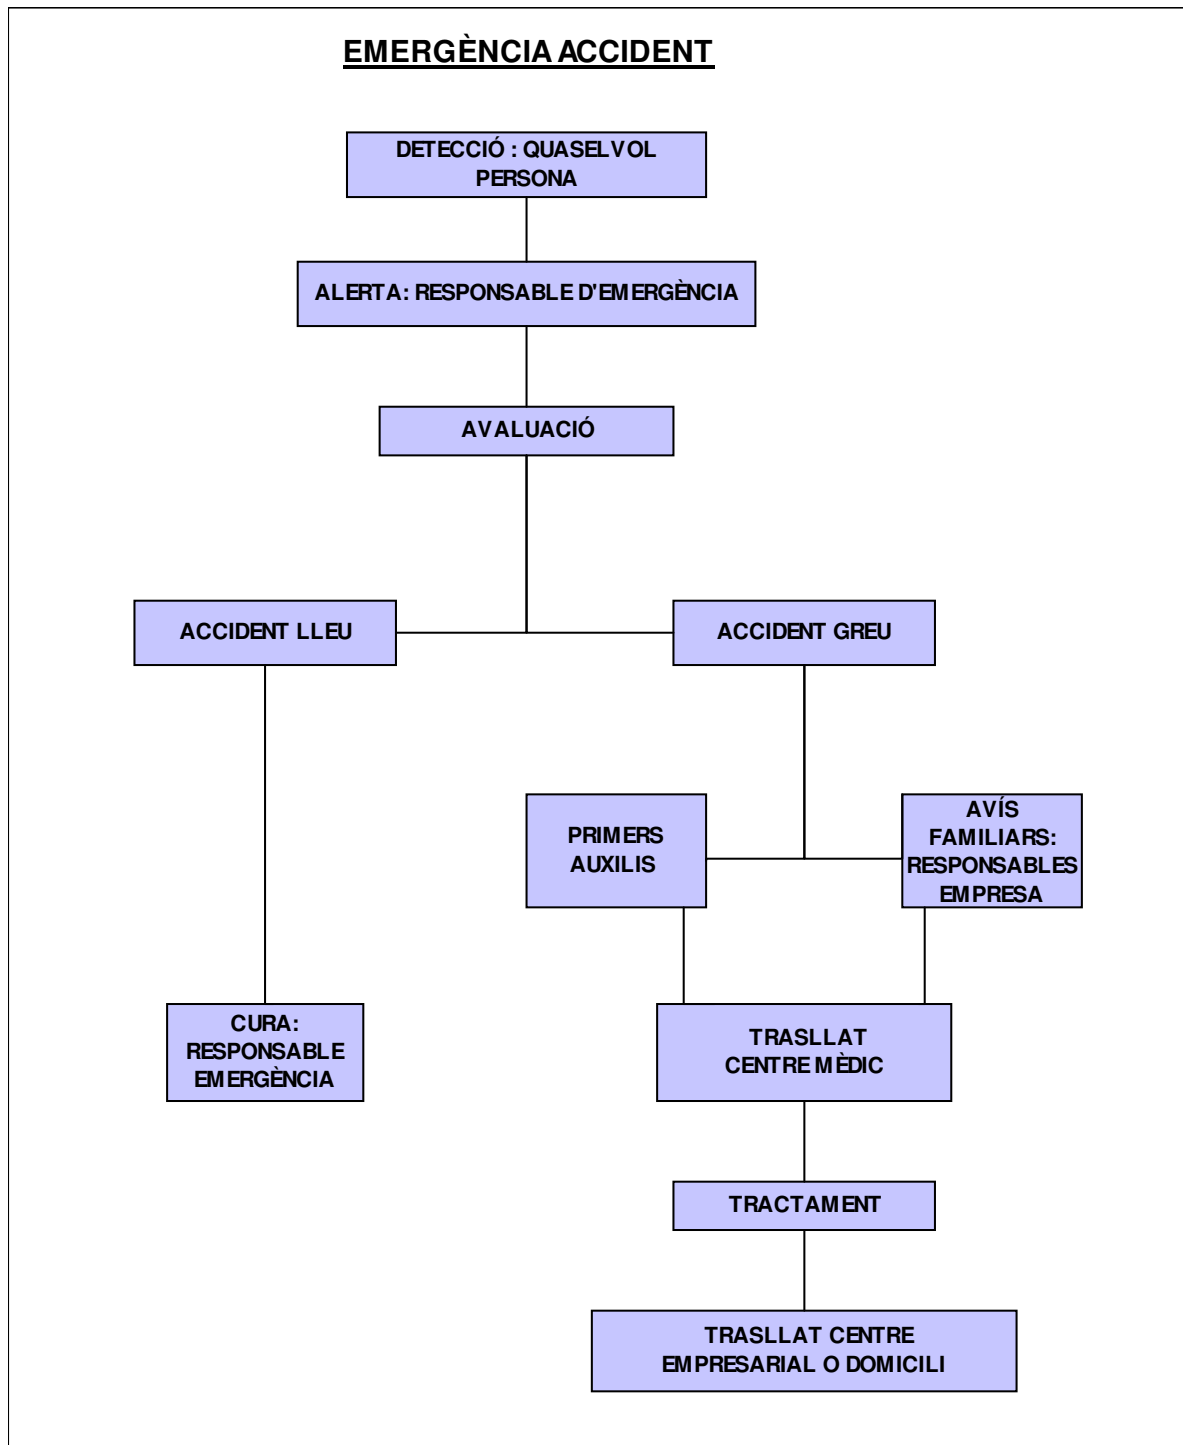 EMERGÈNCIA ACCIDENT
DETECCIÓ : QUASELVOL
PERSONA
ALERTA: RESPONSABLE D'EMERGÈNCIA
AVALUACIÓ
ACCIDENT LLEU
ACCIDENT GREU
PRIMERS
AUXILIS
AVÍS
FAMILIARS:
RESPONSABLES
EMPRESA
CURA:
RESPONSABLE
EMERGÈNCIA
TRASLLAT
CENTRE MÈDIC
TRACTAMENT
TRASLLAT CENTRE
EMPRESARIAL O DOMICILI